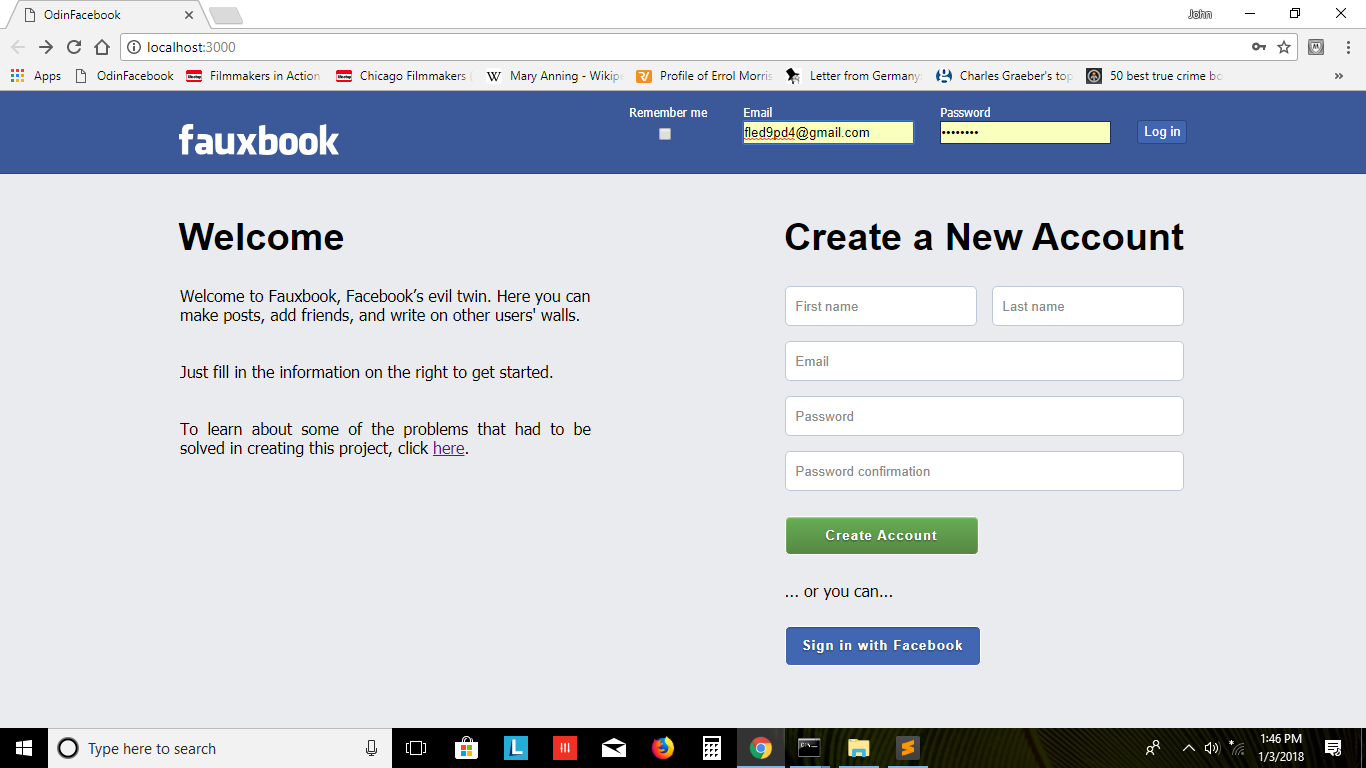 OdinFacebook
John
localhost:3000
Apps
OdinFacebook
Filmmakers in Action
Chicago Filmmakers (
W
Mary Anning - Wikipe
Profile of Errol Morris
Letter from Germany:
Charles Graeber's top
50 best true crime bo
»
fauxbook
Remember me
Email
fled9pd4@gmail.com
Password
••••••••
Log in
Welcome
Welcome to Fauxbook, Facebook’s evil twin. Here you can
make posts, add friends, and write on other users' walls.
Just fill in the information on the right to get started.
To learn about some of the problems that had to be
solved in creating this project, click here.
Create a New Account
First name
Last name
Email
Password
Password confirmation
Create Account
... or you can...
Sign in with Facebook
Type here to search
L
1:46 PM
1/3/2018